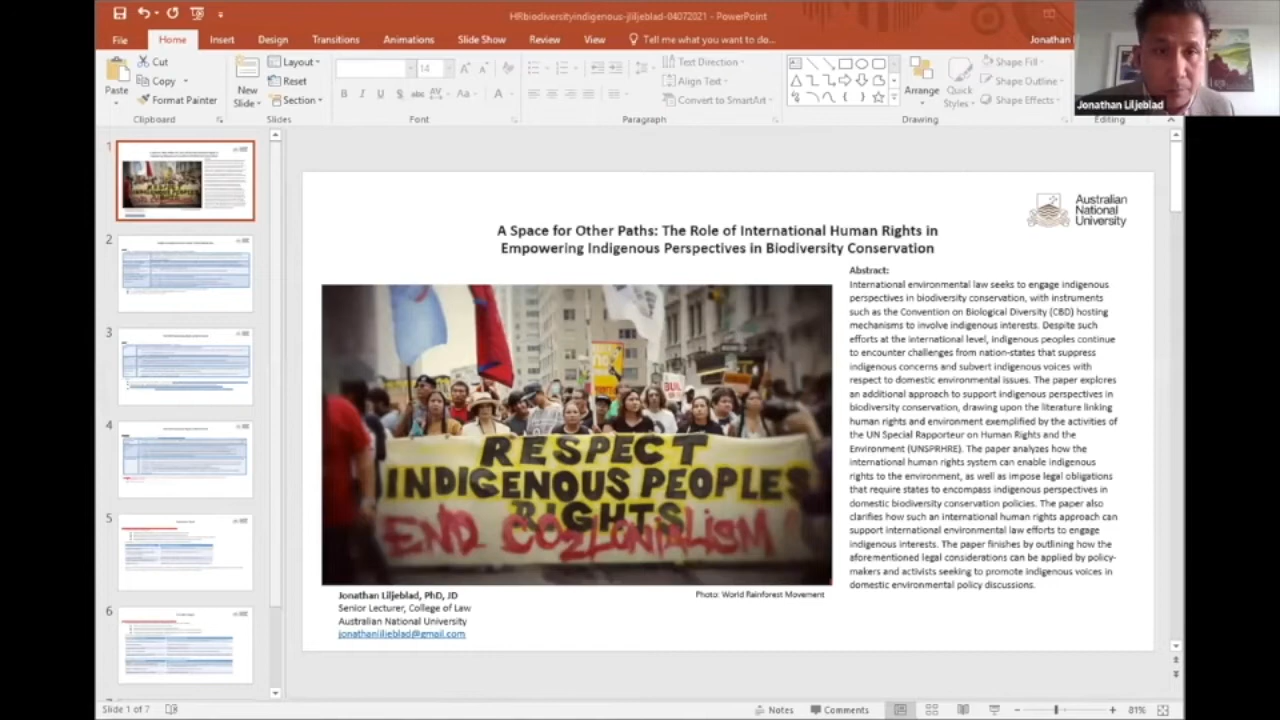 HRbiodiversityindigenous-jliljeblad-04072021 - PowerPoint
File Home Insert Design Transitions Animations Slide Show Review View Tell me what you want to do... Jonathan
Cut
Copy
Format Painter
Paste
Clipboard
New
Slide
Layout
Reset
Section
Slides
14
B I U S abc AV Aa A
Font
Text Direction
Align Text
Convert to SmartArt
Paragraph
Arrange
Quick
Styles
Shape Fill
Shape Outline
Shape Effects
Drawing
Editing
Jonathan Liljeblad
1
2
3
4
5
6
Australian
National
University
A Space for Other Paths: The Role of International Human Rights in
Empowering Indigenous Perspectives in Biodiversity Conservation
RESPECT
INDIGENOUS PEOPLES
RIGHTS
END COLONIALISM
Jonathan Liljeblad, PhD, JD
Senior Lecturer, College of Law
Australian National University
jonathanliljeblad@gmail.com
Photo: World Rainforest Movement
Abstract:
International environmental law seeks to engage indigenous
perspectives in biodiversity conservation, with instruments
such as the Convention on Biological Diversity (CBD) hosting
mechanisms to involve indigenous interests. Despite such
efforts at the international level, indigenous peoples continue
to encounter challenges from nation-states that suppress
indigenous concerns and subvert indigenous voices with
respect to domestic environmental issues. The paper explores
an additional approach to support indigenous perspectives in
biodiversity conservation, drawing upon the literature linking
human rights and environment exemplified by the activities of
the UN Special Rapporteur on Human Rights and the
Environment (UNSPRHRE). The paper analyzes how the
international human rights system can enable indigenous
rights to the environment, as well as impose legal obligations
that require states to encompass indigenous perspectives in
domestic biodiversity conservation policies. The paper also
clarifies how such an international human rights approach can
support international environmental law efforts to engage
indigenous interests. The paper finishes by outlining how the
aforementioned legal considerations can be applied by policy-
makers and activists seeking to promote indigenous voices in
domestic environmental policy discussions.
Slide 1 of 7
Notes Comments 81%